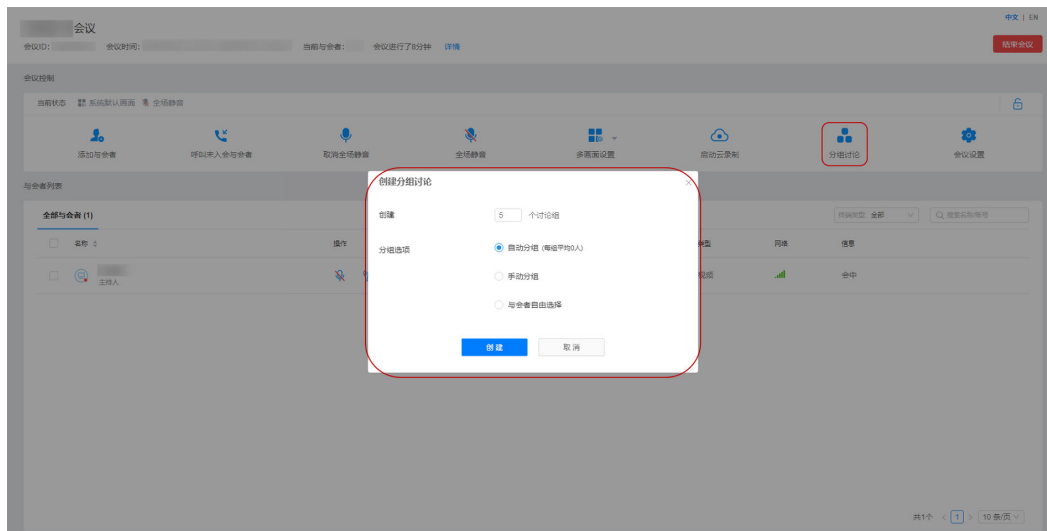 中文 | EN
会议
会议ID: 会议时间: 当前与会者: 会议进行了8分钟 详情
结束会议
会议控制
当前状态 系统默认画面 全场静音
添加与会者 呼叫未入会与会者 取消全场静音 全场静音 多画面设置 启动云录制 分组讨论 会议设置
与会者列表
创建分组讨论
全部与会者 (1)
终端类型 全部
搜索名称/账号
创建 5 个讨论组
名称 操作 类型 网络 信息
分组选项 自动分组 (每组平均0人)
主持人 视频 会中
手动分组
与会者自由选择
创建 取消
共1个 < 1 > 10 条/页